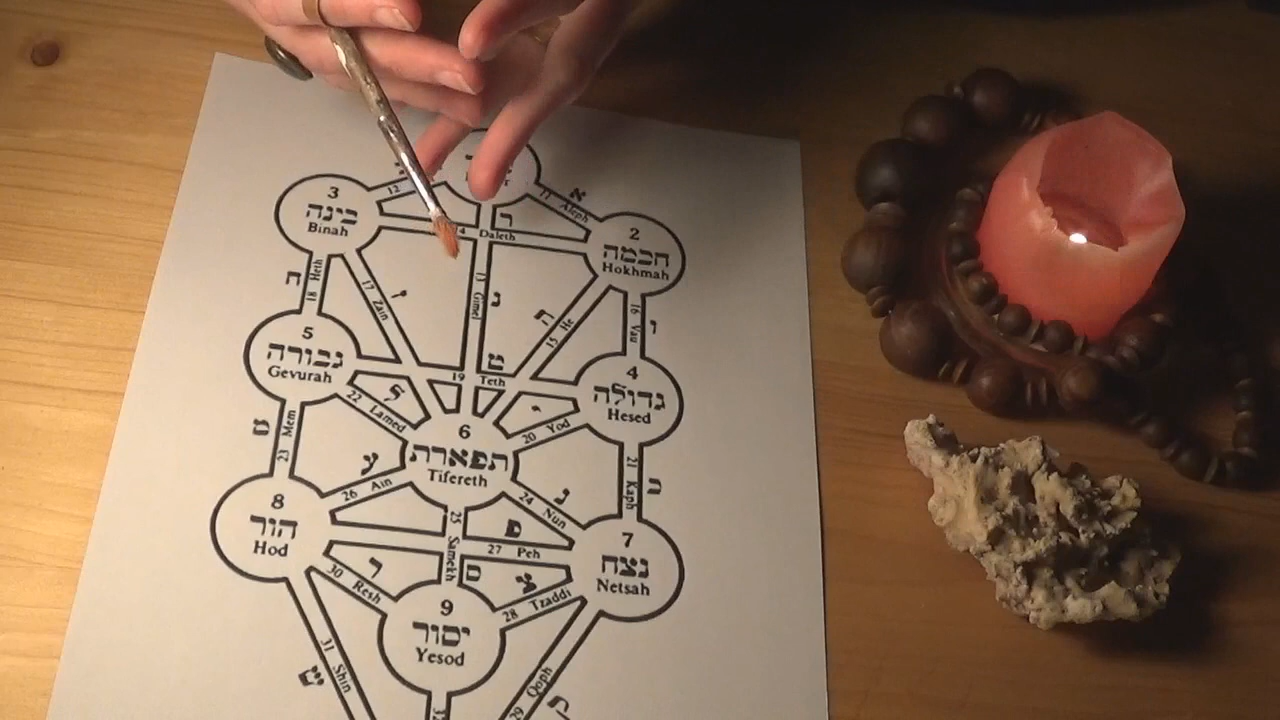 12
11 Aleph
א
3
בינה
Binah
14 Daleth
ד
2
חכמה
Hokhmah
18 Heth
ח
17 Zain
ז
13 Gimel
ג
15 He
ה
16 Vau
ו
5
גבורה
Gevurah
19 Teth
ט
4
גדולה
Hesed
22 Lamed
ל
20 Yod
י
6
תפארת
Tifereth
23 Mem
מ
21 Kaph
כ
26 Ain
ע
24 Nun
נ
8
הוד
Hod
25 Samekh
ס
27 Peh
פ
7
נצח
Netsah
30 Resh
ר
28 Tzaddi
צ
9
יסוד
Yesod
31 Shin
ש
32
29 Qoph